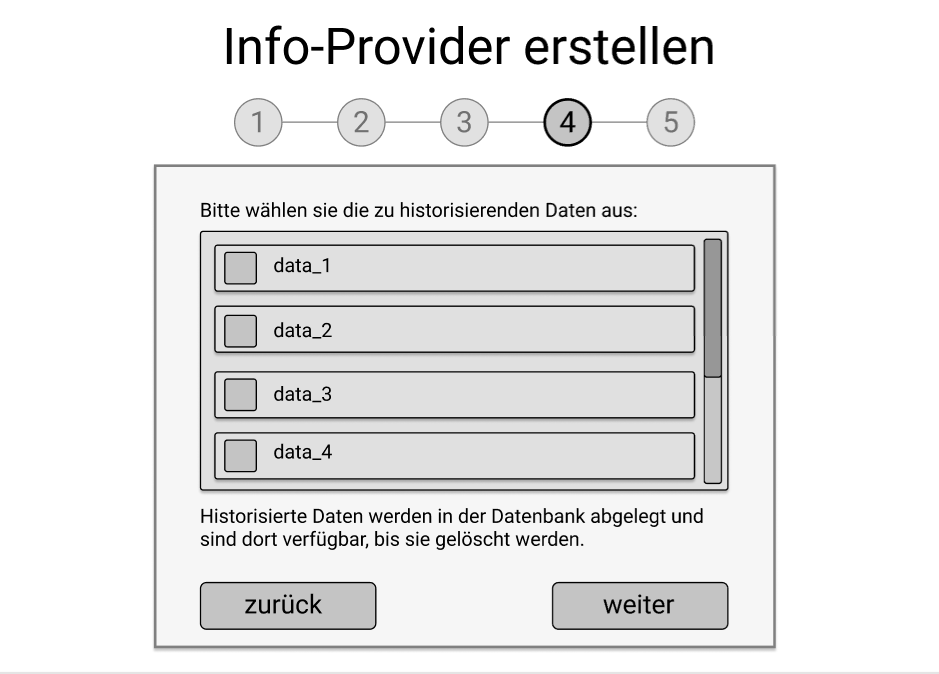 Info-Provider erstellen
1 2 3 4 5
Bitte wählen sie die zu historisierenden Daten aus:
data_1
data_2
data_3
data_4
Historisierte Daten werden in der Datenbank abgelegt und
sind dort verfügbar, bis sie gelöscht werden.
zurück weiter